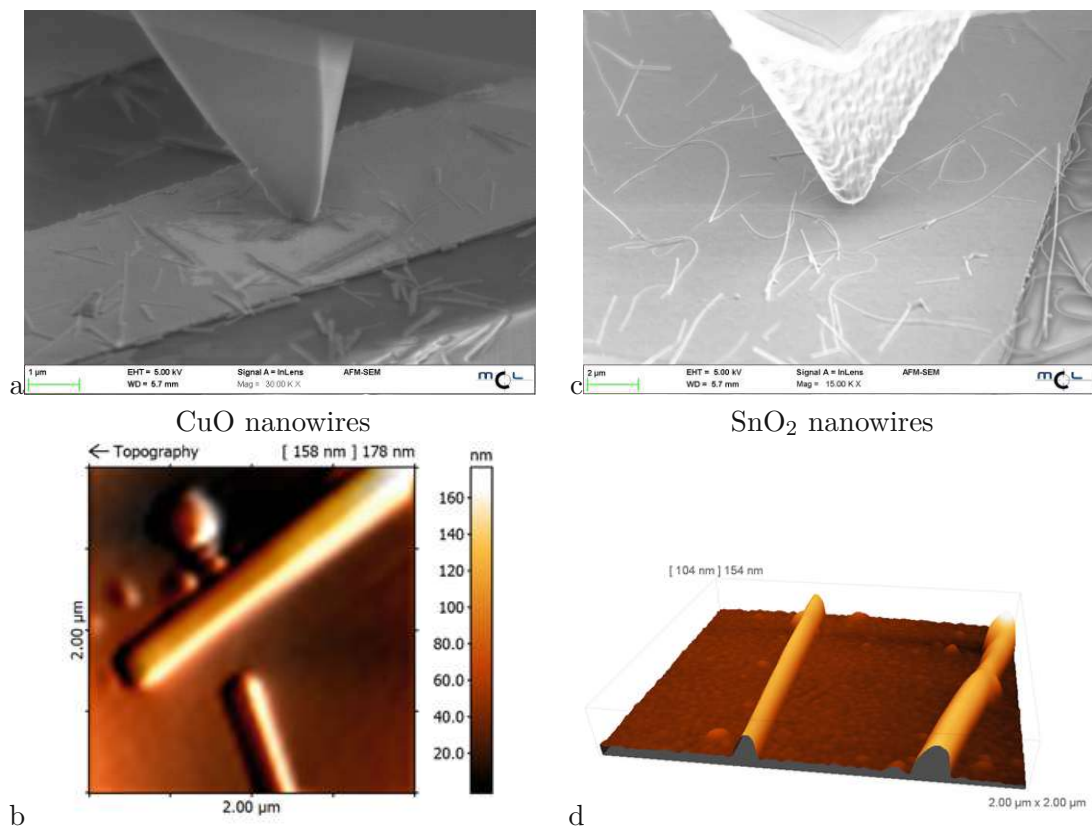 1 µm
EHT = 5.00 kV
WD = 5.7 mm
Signal A = InLens
Mag = 30.00 K X
AFM-SEM
MCL
a
CuO nanowires
2 µm
EHT = 5.00 kV
WD = 5.7 mm
Signal A = InLens
Mag = 15.00 K X
AFM-SEM
MCL
c
SnO₂ nanowires
← Topography [ 158 nm ] 178 nm
nm
160
140
120
100
80.0
60.0
40.0
20.0
2.00 µm
2.00 µm
b
[ 104 nm ] 154 nm
2.00 µm x 2.00 µm
d